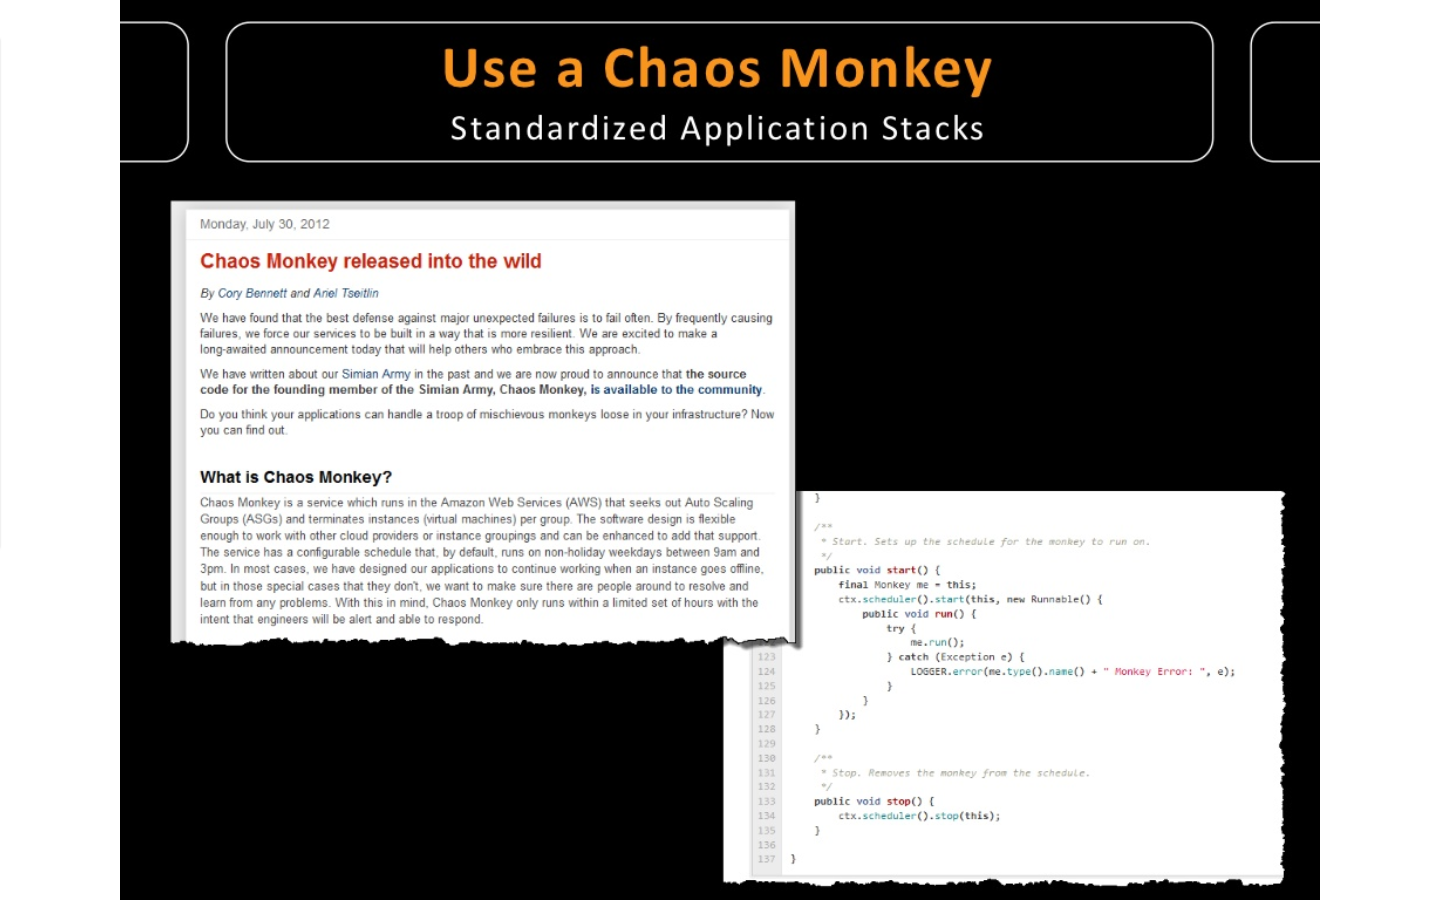 Use a Chaos Monkey
Standardized Application Stacks
Monday, July 30, 2012
Chaos Monkey released into the wild
By Cory Bennett and Ariel Tseitlin
We have found that the best defense against major unexpected failures is to fail often. By frequently causing
failures, we force our services to be built in a way that is more resilient. We are excited to make a
long-awaited announcement today that will help others who embrace this approach.
We have written about our Simian Army in the past and we are now proud to announce that the source
code for the founding member of the Simian Army, Chaos Monkey, is available to the community.
Do you think your applications can handle a troop of mischievous monkeys loose in your infrastructure? Now
you can find out.
What is Chaos Monkey?
Chaos Monkey is a service which runs in the Amazon Web Services (AWS) that seeks out Auto Scaling
Groups (ASGs) and terminates instances (virtual machines) per group. The software design is flexible
enough to work with other cloud providers or instance groupings and can be enhanced to add that support.
The service has a configurable schedule that, by default, runs on non-holiday weekdays between 9am and
3pm. In most cases, we have designed our applications to continue working when an instance goes offline,
but in those special cases that they don't, we want to make sure there are people around to resolve and
learn from any problems. With this in mind, Chaos Monkey only runs within a limited set of hours with the
intent that engineers will be alert and able to respond.
}
/**
* Start. Sets up the schedule for the monkey to run on.
*/
public void start() {
final Monkey me = this;
ctx.scheduler().start(this, new Runnable() {
public void run() {
try {
me.run();
123 } catch (Exception e) {
124 LOGGER.error(me.type().name() + " Monkey Error: ", e);
125 }
126 }
127 });
128 }
129
130 /**
131 * Stop. Removes the monkey from the schedule.
132 */
133 public void stop() {
134 ctx.scheduler().stop(this);
135 }
136
137 }